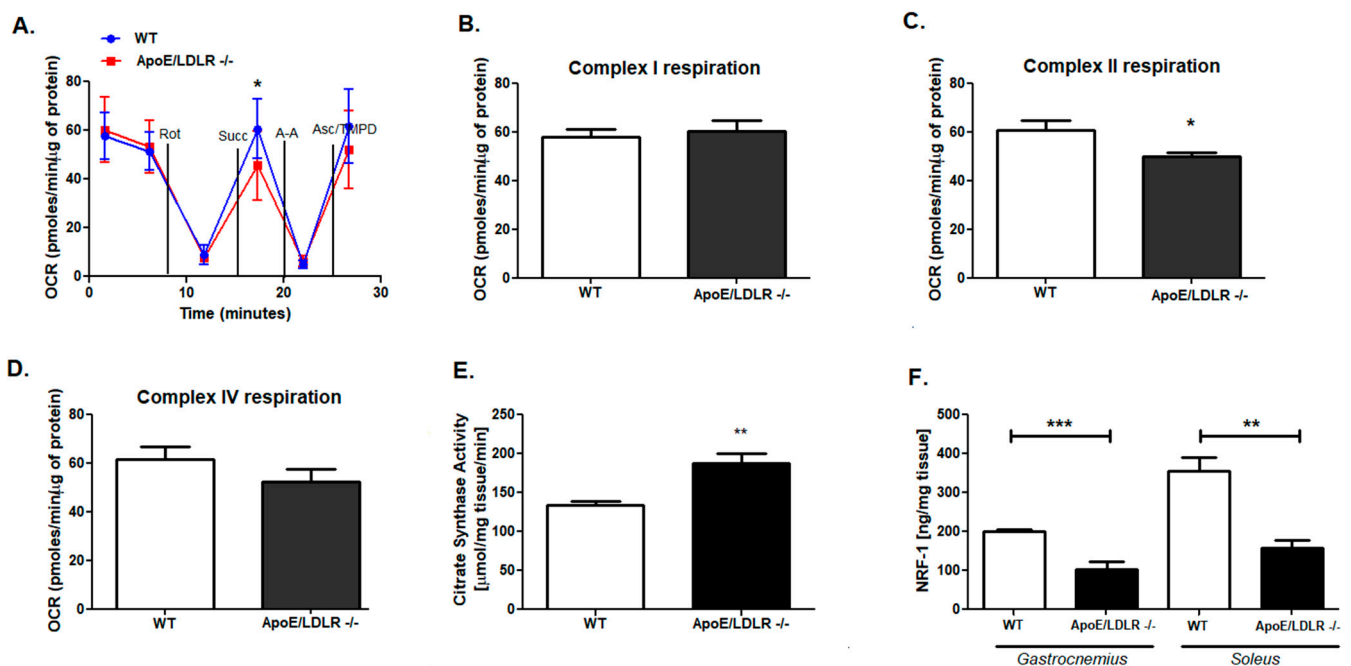 A.
WT
ApoE/LDLR -/-
OCR (pmoles/min/µg of protein)
80
60
40
20
0
*
Rot
Succ
A-A
Asc/TMPD
0
10
20
30
Time (minutes)
B.
Complex I respiration
OCR (pmoles/min/µg of protein)
80
60
40
20
0
WT
ApoE/LDLR -/-
C.
Complex II respiration
OCR (pmoles/min/µg of protein)
80
60
40
20
0
*
WT
ApoE/LDLR -/-
D.
Complex IV respiration
OCR (pmoles/min/µg of protein)
80
60
40
20
0
WT
ApoE/LDLR -/-
E.
Citrate Synthase Activity
[µmol/mg tissue/min]
250
200
150
100
50
0
**
WT
ApoE/LDLR -/-
F.
NRF-1 [ng/mg tissue]
500
400
300
200
100
0
***
**
WT
ApoE/LDLR -/-
WT
ApoE/LDLR -/-
Gastrocnemius
Soleus